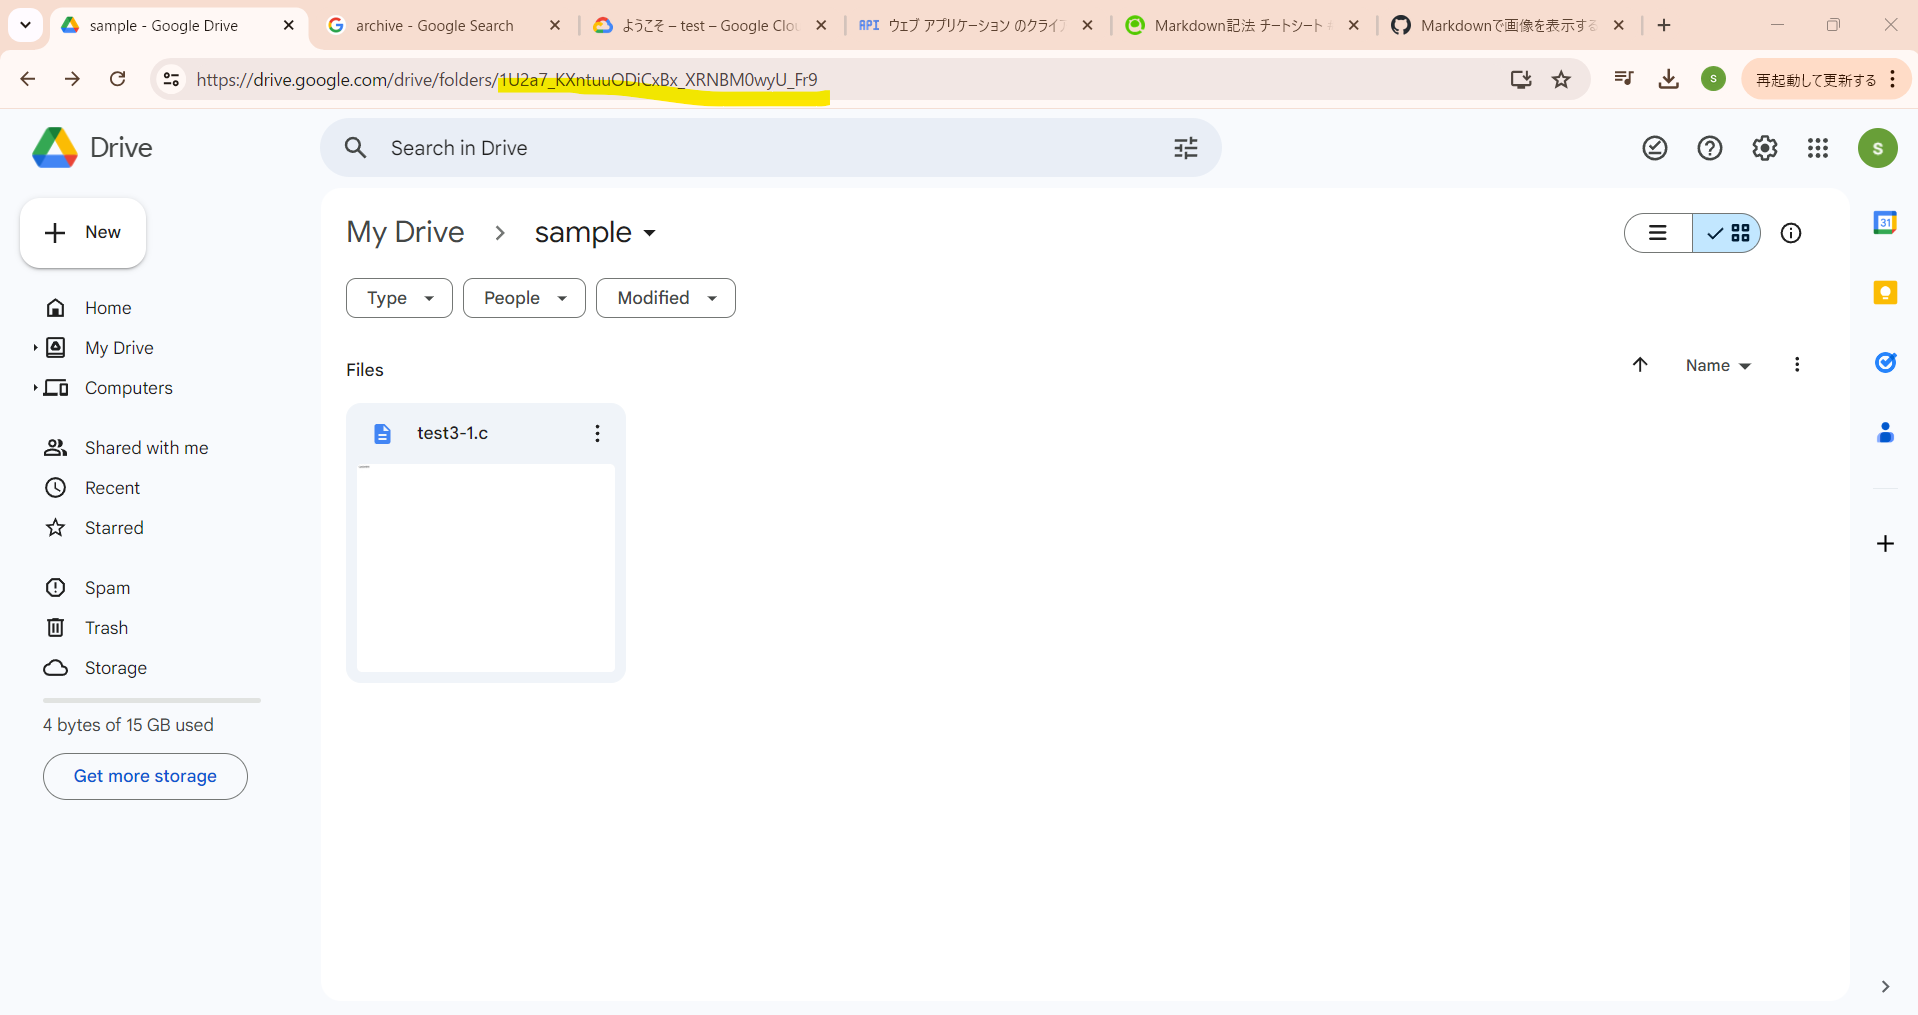 sample - Google Drive
archive - Google Search
ようこそ – test – Google Clou
API ウェブ アプリケーション のクライア
Markdown記法 チートシート
Markdownで画像を表示する
https://drive.google.com/drive/folders/1U2a7_KXntuuODiCxBx_XRNBM0wyU_Fr9
s
再起動して更新する
Drive
Search in Drive
s
New
My Drive
sample
31
Type
People
Modified
Home
My Drive
Computers
Files
Name
Shared with me
Recent
Starred
test3-1.c
Spam
Trash
Storage
4 bytes of 15 GB used
Get more storage